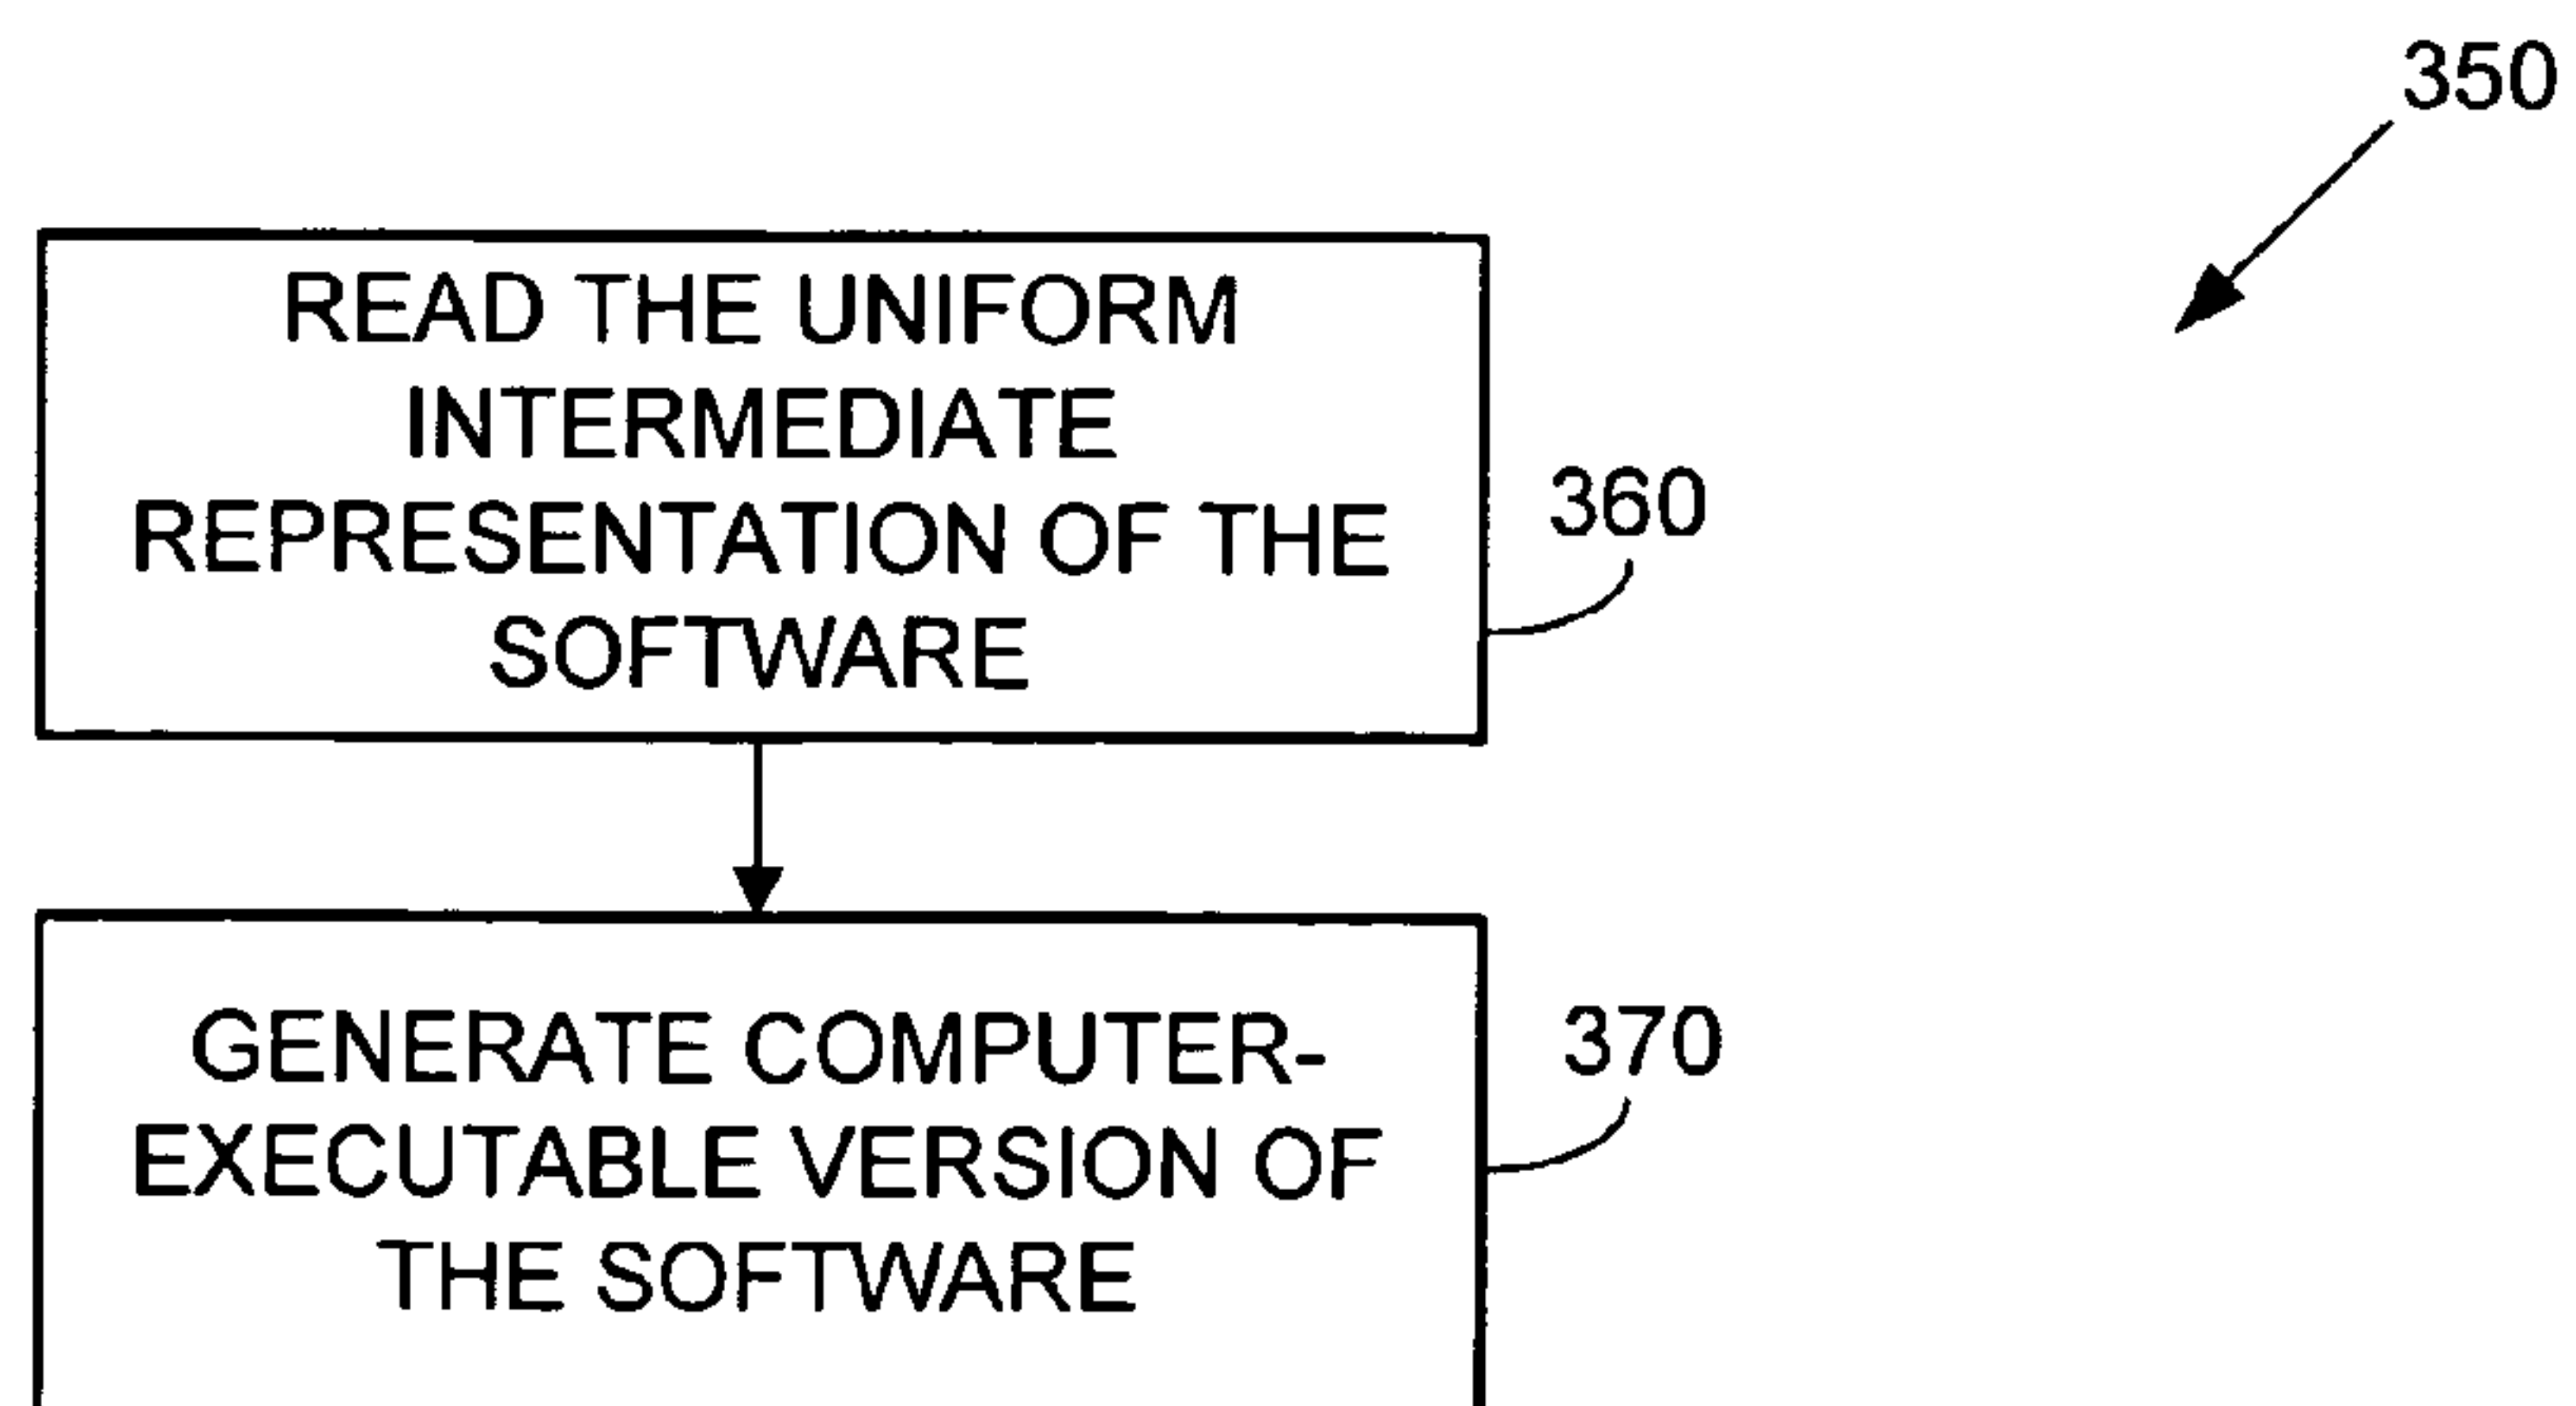 350
READ THE UNIFORM
INTERMEDIATE
REPRESENTATION OF THE
SOFTWARE
360
GENERATE COMPUTER-
EXECUTABLE VERSION OF
THE SOFTWARE
370